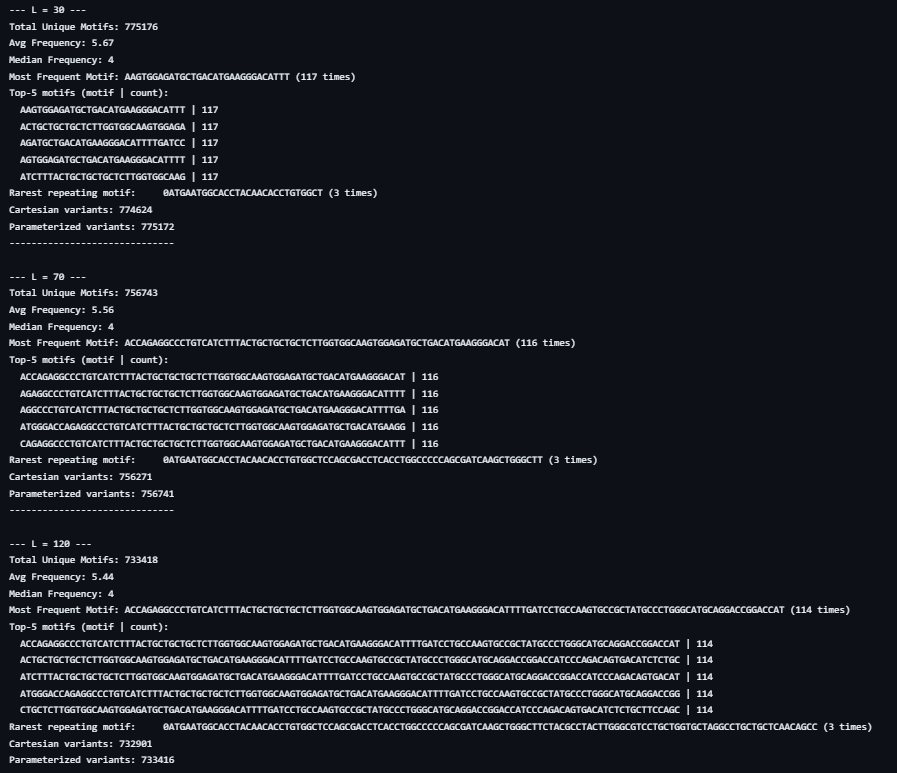 --- L = 30 ---
Total Unique Motifs: 775176
Avg Frequency: 5.67
Median Frequency: 4
Most Frequent Motif: AAGTGGAGATGCTGACATGAAGGGACATTT (117 times)
Top-5 motifs (motif | count):
AAGTGGAGATGCTGACATGAAGGGACATTT | 117
ACTGCTGCTGCTCTTGGTGGCAAGTGGAGA | 117
AGATGCTGACATGAAGGGACATTTTGATCC | 117
AGTGGAGATGCTGACATGAAGGGACATTTT | 117
ATCTTTACTGCTGCTGCTCTTGGTGGCAAG | 117
Rarest repeating motif: 0ATGAATGGCACCTACAACACCTGTGGCT (3 times)
Cartesian variants: 774624
Parameterized variants: 775172
------------------------------
--- L = 70 ---
Total Unique Motifs: 756743
Avg Frequency: 5.56
Median Frequency: 4
Most Frequent Motif: ACCAGAGGCCCTGTCATCTTTACTGCTGCTGCTCTTGGTGGCAAGTGGAGATGCTGACATGAAGGGACAT (116 times)
Top-5 motifs (motif | count):
ACCAGAGGCCCTGTCATCTTTACTGCTGCTGCTCTTGGTGGCAAGTGGAGATGCTGACATGAAGGGACAT | 116
AGAGGCCCTGTCATCTTTACTGCTGCTGCTCTTGGTGGCAAGTGGAGATGCTGACATGAAGGGACATTTT | 116
AGGCCCTGTCATCTTTACTGCTGCTGCTCTTGGTGGCAAGTGGAGATGCTGACATGAAGGGACATTTTGA | 116
ATGGGACCAGAGGCCCTGTCATCTTTACTGCTGCTGCTCTTGGTGGCAAGTGGAGATGCTGACATGAAGG | 116
CAGAGGCCCTGTCATCTTTACTGCTGCTGCTCTTGGTGGCAAGTGGAGATGCTGACATGAAGGGACATTT | 116
Rarest repeating motif: 0ATGAATGGCACCTACAACACCTGTGGCTCCAGCGACCTCACCTGGCCCCCAGCGATCAAGCTGGGCTT (3 times)
Cartesian variants: 756271
Parameterized variants: 756741
------------------------------
--- L = 120 ---
Total Unique Motifs: 733418
Avg Frequency: 5.44
Median Frequency: 4
Most Frequent Motif: ACCAGAGGCCCTGTCATCTTTACTGCTGCTGCTCTTGGTGGCAAGTGGAGATGCTGACATGAAGGGACATTTTGATCCTGCCAAGTGCCGCTATGCCCTGGGCATGCAGGACCGGACCAT (114 times)
Top-5 motifs (motif | count):
ACCAGAGGCCCTGTCATCTTTACTGCTGCTGCTCTTGGTGGCAAGTGGAGATGCTGACATGAAGGGACATTTTGATCCTGCCAAGTGCCGCTATGCCCTGGGCATGCAGGACCGGACCAT | 114
ACTGCTGCTGCTCTTGGTGGCAAGTGGAGATGCTGACATGAAGGGACATTTTGATCCTGCCAAGTGCCGCTATGCCCTGGGCATGCAGGACCGGACCATCCCAGACAGTGACATCTCTGC | 114
ATCTTTACTGCTGCTGCTCTTGGTGGCAAGTGGAGATGCTGACATGAAGGGACATTTTGATCCTGCCAAGTGCCGCTATGCCCTGGGCATGCAGGACCGGACCATCCCAGACAGTGACAT | 114
ATGGGACCAGAGGCCCTGTCATCTTTACTGCTGCTGCTCTTGGTGGCAAGTGGAGATGCTGACATGAAGGGACATTTTGATCCTGCCAAGTGCCGCTATGCCCTGGGCATGCAGGACCGG | 114
CTGCTCTTGGTGGCAAGTGGAGATGCTGACATGAAGGGACATTTTGATCCTGCCAAGTGCCGCTATGCCCTGGGCATGCAGGACCGGACCATCCCAGACAGTGACATCTCTGCTTCCAGC | 114
Rarest repeating motif: 0ATGAATGGCACCTACAACACCTGTGGCTCCAGCGACCTCACCTGGCCCCCAGCGATCAAGCTGGGCTTCTACGCCTACTTGGGCGTCCTGCTGGTGCTAGGCCTGCTGCTCAACAGCC (3 times)
Cartesian variants: 732901
Parameterized variants: 733416